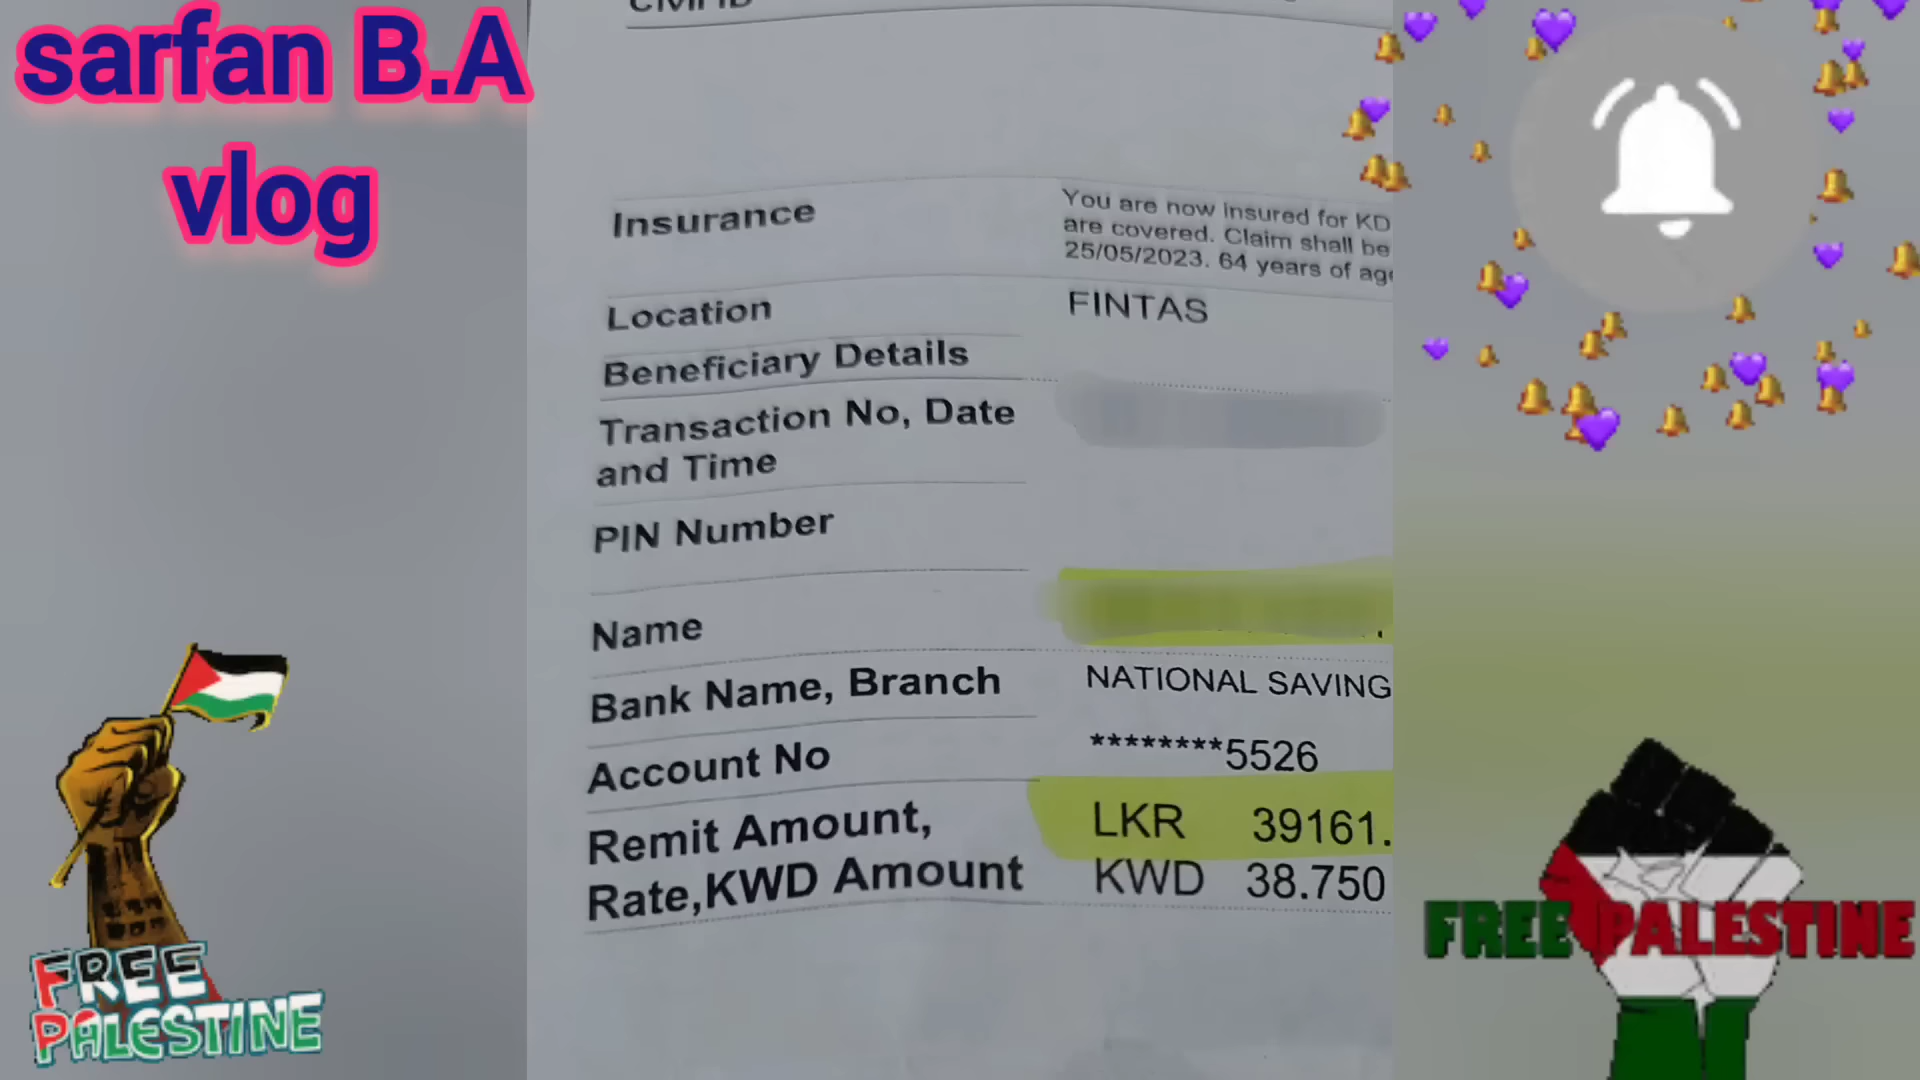 sarfan B.A
vlog
Insurance
You are now insured for KD
are covered. Claim shall be
25/05/2023. 64 years of
Location
FINTAS
Beneficiary Details
Transaction No, Date
and Time
PIN Number
Name
Bank Name, Branch
NATIONAL SAVING
Account No
********5526
Remit Amount,
LKR 39161.
Rate,KWD Amount
KWD 38.750
FREE
PALESTINE
FREE PALESTINE